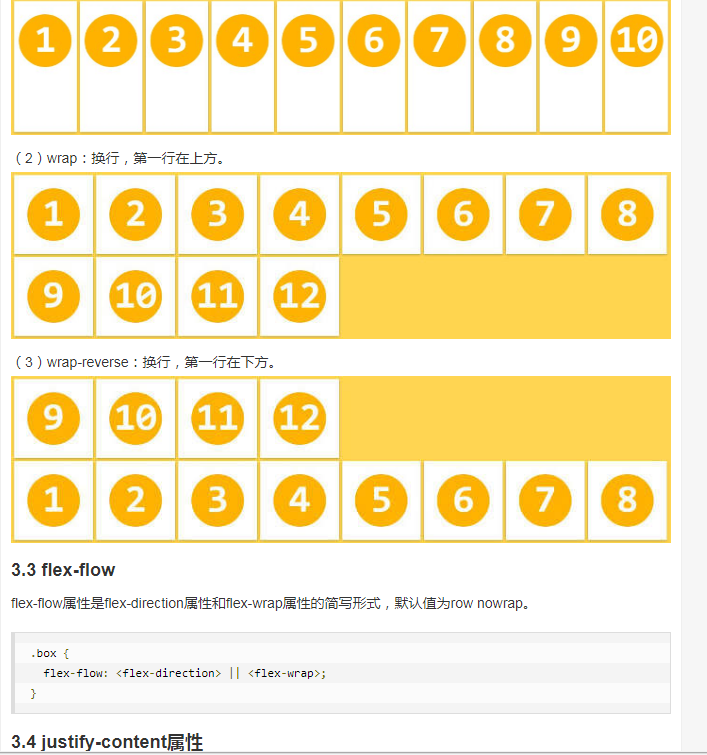 1 2 3 4 5 6 7 8 9 10
（2）wrap：换行，第一行在上方。
1 2 3 4 5 6 7 8
9 10 11 12
（3）wrap-reverse：换行，第一行在下方。
9 10 11 12
1 2 3 4 5 6 7 8
3.3 flex-flow
flex-flow属性是flex-direction属性和flex-wrap属性的简写形式，默认值为row nowrap。
.box {
  flex-flow: <flex-direction> || <flex-wrap>;
}
3.4 justify-content属性